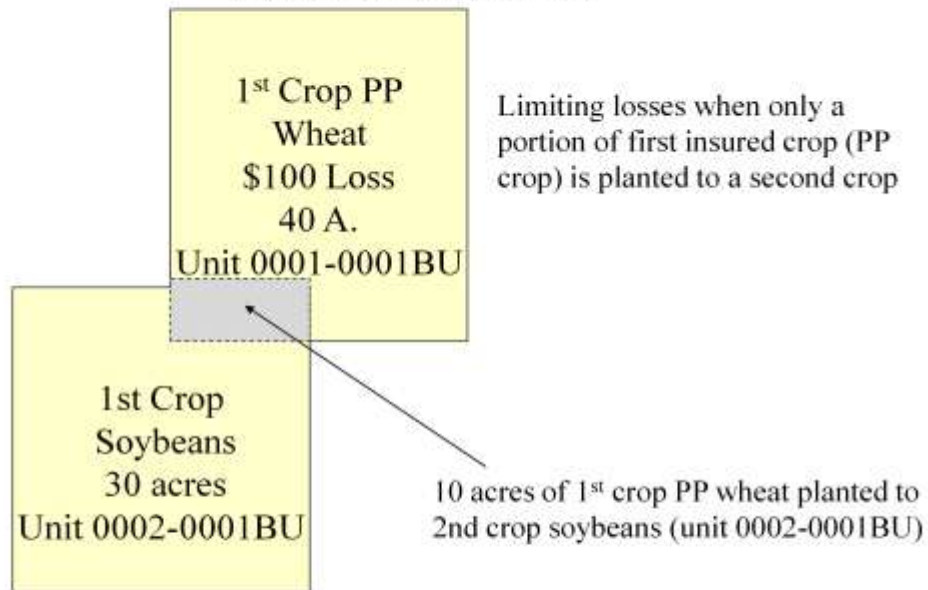 1st Crop PP
Wheat
$100 Loss
40 A.
Unit 0001-0001BU
Limiting losses when only a
portion of first insured crop (PP
crop) is planted to a second crop
1st Crop
Soybeans
30 acres
Unit 0002-0001BU
10 acres of 1st crop PP wheat planted to
2nd crop soybeans (unit 0002-0001BU)